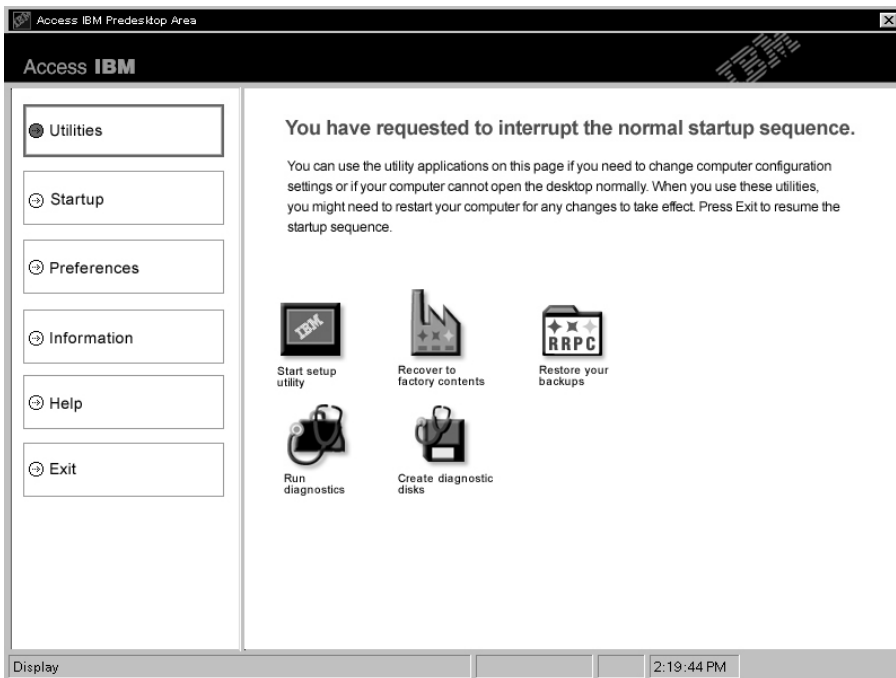 Access IBM Predesktop Area
Access IBM
IBM
Utilities
Startup
Preferences
Information
Help
Exit
You have requested to interrupt the normal startup sequence.
You can use the utility applications on this page if you need to change computer configuration
settings or if your computer cannot open the desktop normally. When you use these utilities,
you might need to restart your computer for any changes to take effect. Press Exit to resume the
startup sequence.
IBM
Start setup
utility
Recover to
factory contents
RRPC
Restore your
backups
Run
diagnostics
Create diagnostic
disks
Display
2:19:44 PM